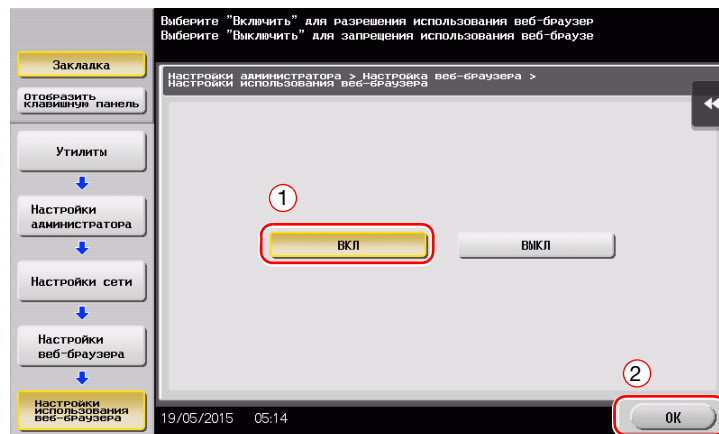 Выберите "Включить" для разрешения использования веб-браузер
Выберите "Выключить" для запрещения использования веб-браузе
Закладка
Отобразить
клавишную панель
Настройки администратора > Настройка веб-браузера >
Настройки использования веб-браузера
Утилиты
Настройки
администратора
Настройки сети
Настройки
веб-браузера
Настройки
использования
веб-браузера
1
ВКЛ
ВЫКЛ
2
19/05/2015 05:14
OK